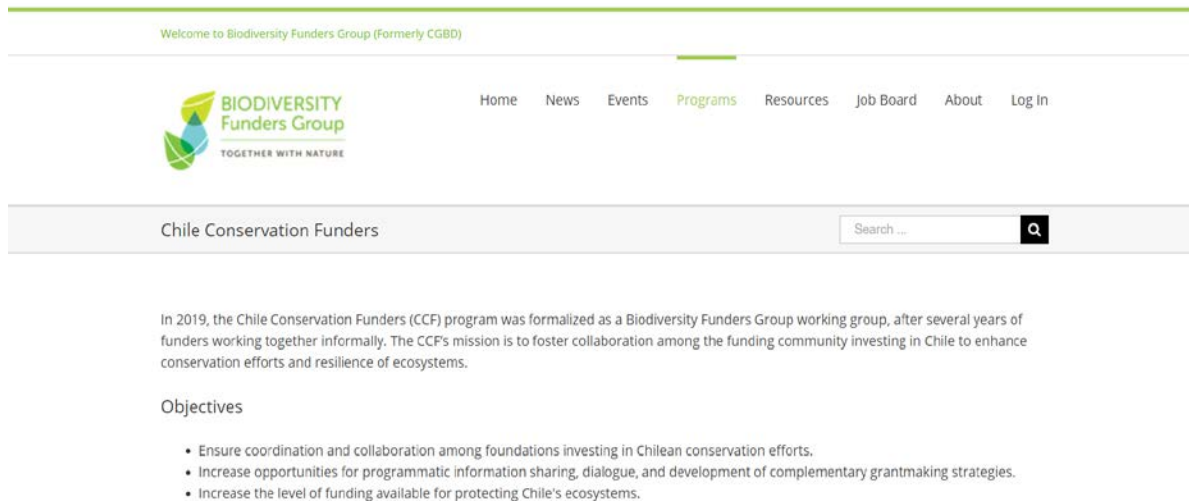 Welcome to Biodiversity Funders Group (Formerly CGBD)
BIODIVERSITY
Funders Group
TOGETHER WITH NATURE
Home News Events Programs Resources Job Board About Log In
Chile Conservation Funders
Search ...
In 2019, the Chile Conservation Funders (CCF) program was formalized as a Biodiversity Funders Group working group, after several years of
funders working together informally. The CCF's mission is to foster collaboration among the funding community investing in Chile to enhance
conservation efforts and resilience of ecosystems.
Objectives
• Ensure coordination and collaboration among foundations investing in Chilean conservation efforts.
• Increase opportunities for programmatic information sharing, dialogue, and development of complementary grantmaking strategies.
• Increase the level of funding available for protecting Chile's ecosystems.